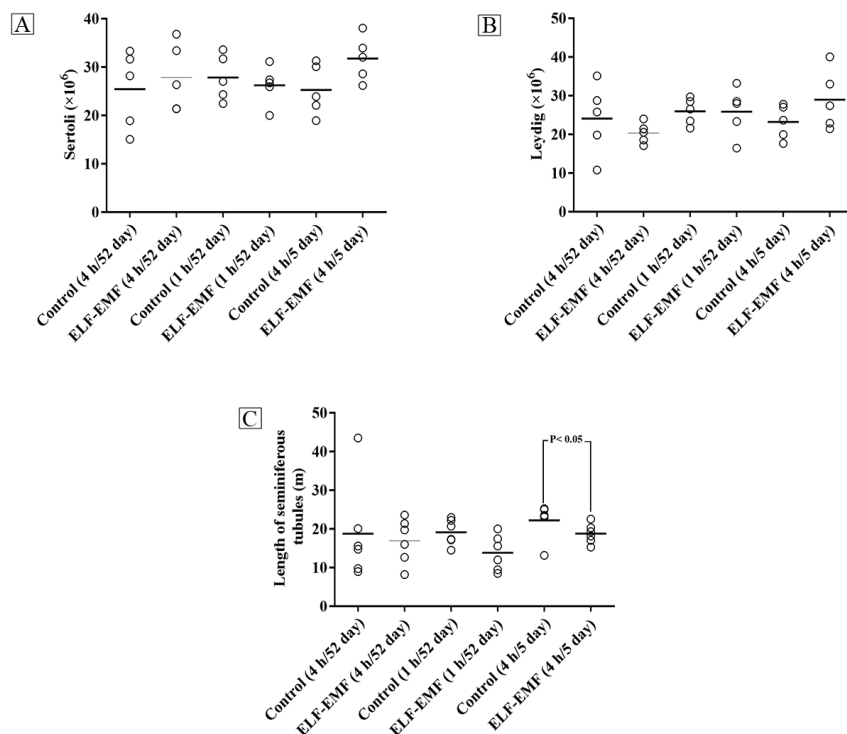 A
Sertoli (×10⁶)
40
30
20
10
0
Control (4 h/52 day)
ELF-EMF (4 h/52 day)
Control (1 h/52 day)
ELF-EMF (1 h/52 day)
Control (4 h/5 day)
ELF-EMF (4 h/5 day)
B
Leydig (×10⁶)
50
40
30
20
10
0
Control (4 h/52 day)
ELF-EMF (4 h/52 day)
Control (1 h/52 day)
ELF-EMF (1 h/52 day)
Control (4 h/5 day)
ELF-EMF (4 h/5 day)
C
Length of seminiferous
tubules (m)
50
40
30
20
10
0
P< 0.05
Control (4 h/52 day)
ELF-EMF (4 h/52 day)
Control (1 h/52 day)
ELF-EMF (1 h/52 day)
Control (4 h/5 day)
ELF-EMF (4 h/5 day)